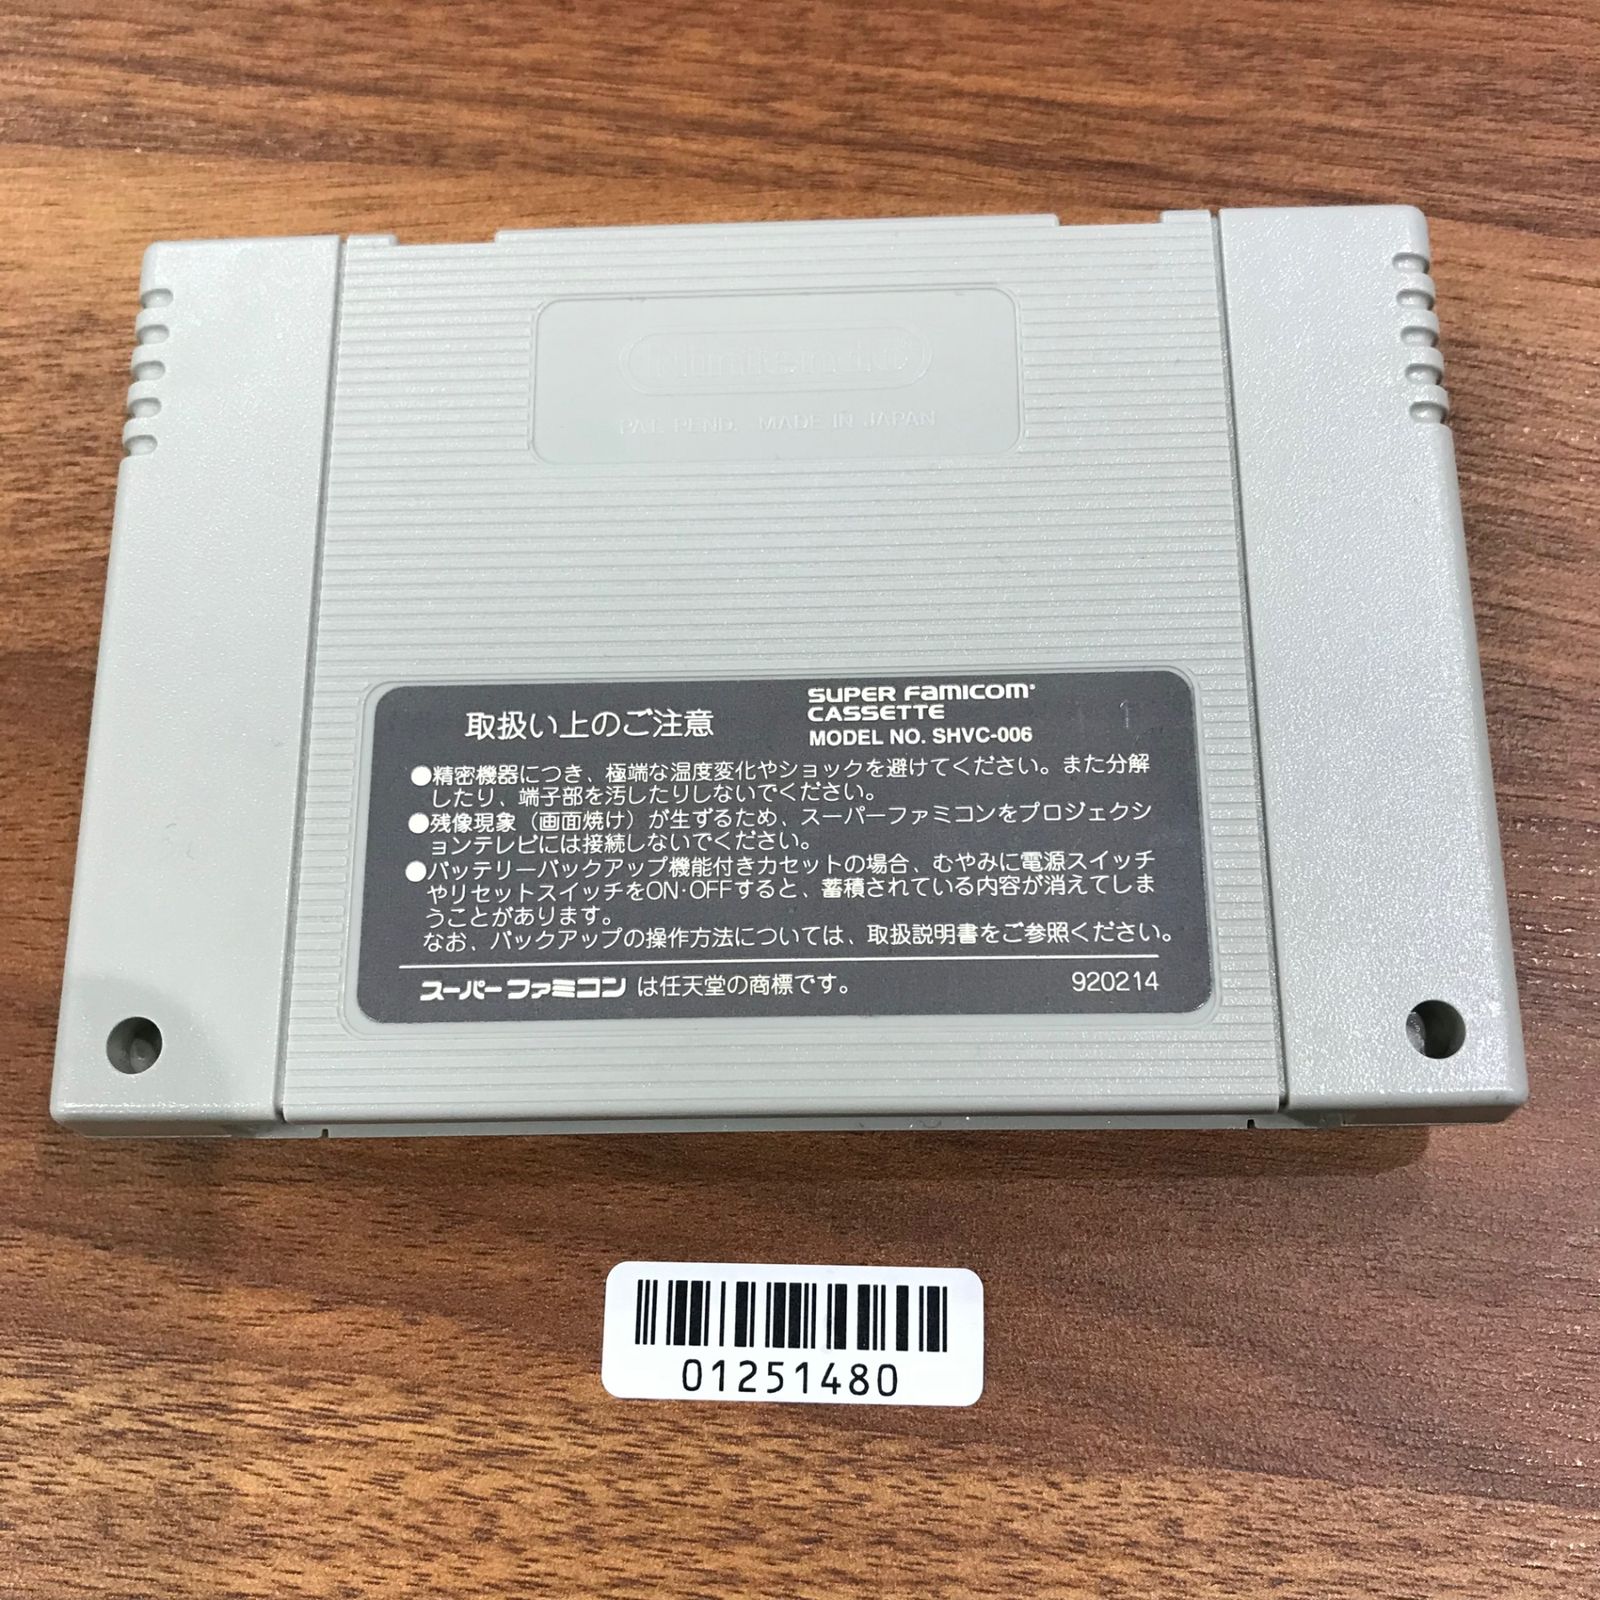 Nintendo
PAT. PEND. MADE IN JAPAN
取扱い上のご注意
SUPER FAMICOM
CASSETTE
MODEL NO. SHVC-006
●精密機器につき、極端な温度変化やショックを避けてください。また分解
したり、端子部を汚したりしないでください。
●残像現象（画面焼け）が生ずるため、スーパーファミコンをプロジェクシ
ョンテレビには接続しないでください。
●バッテリーバックアップ機能付きカセットの場合、むやみに電源スイッチ
やリセットスイッチをON·OFFすると、蓄積されている内容が消えてしま
うことがあります。
なお、バックアップの操作方法については、取扱説明書をご参照ください。
スーパーファミコンは任天堂の商標です。
920214
01251480